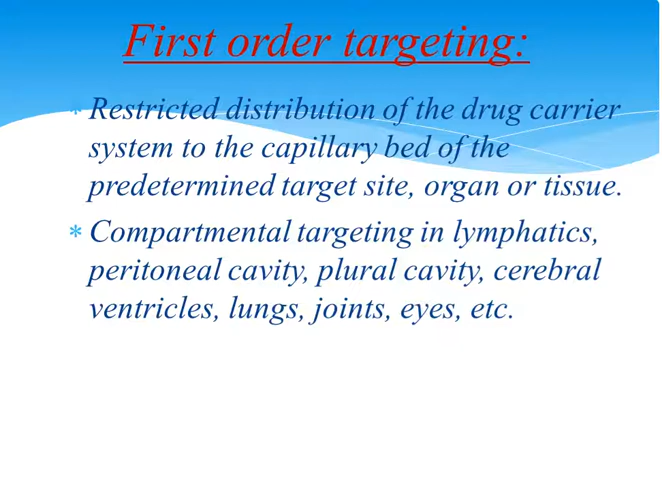 First order targeting:
* Restricted distribution of the drug carrier
system to the capillary bed of the
predetermined target site, organ or tissue.
* Compartmental targeting in lymphatics,
peritoneal cavity, plural cavity, cerebral
ventricles, lungs, joints, eyes, etc.